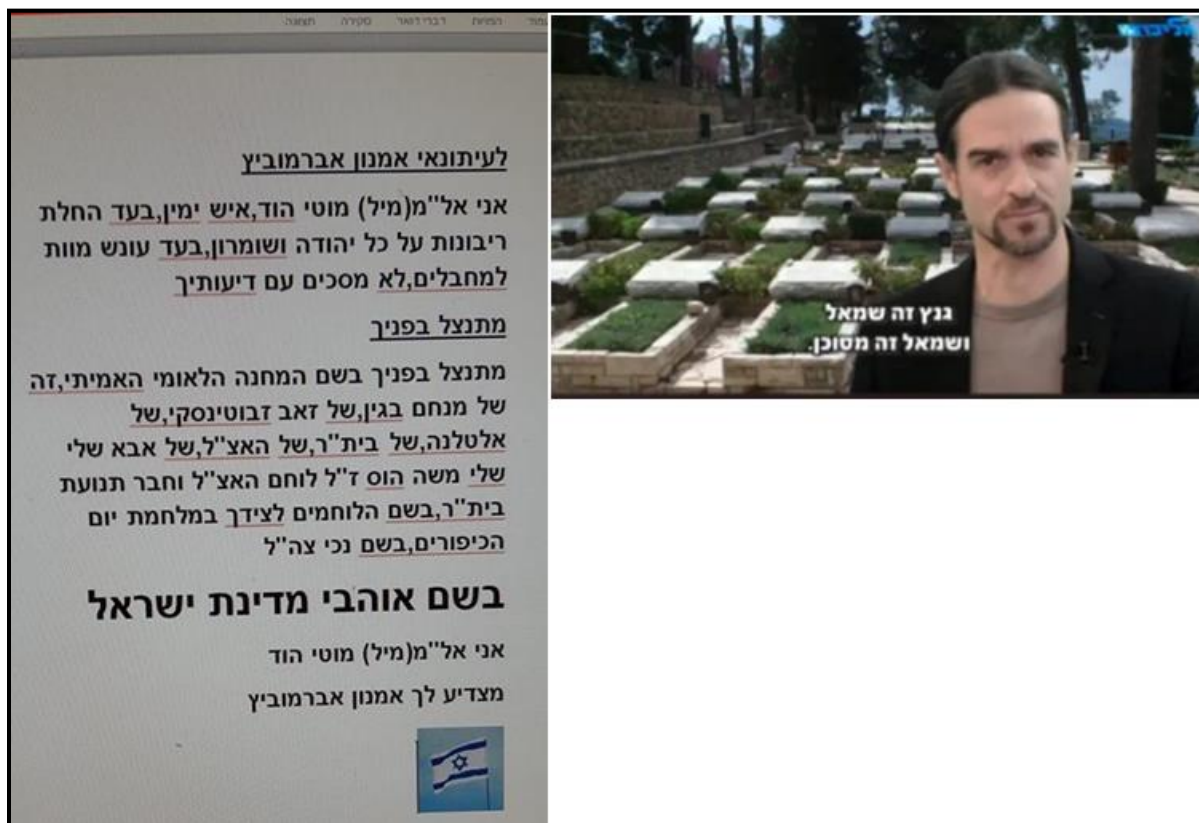 דברי דואר
סקירה
תצוגה
לעיתונאי אמנון אברמוביץ
אני אל"מ(מיל) מוטי הוד,איש ימין,בעד החלת
ריבונות על כל יהודה ושומרון,בעד עונש מוות
למחבלים,לא מסכים עם דיעותיך
מתנצל בפניך
מתנצל בפניך בשם המחנה הלאומי האמיתי,זה
של מנחם בגין,של זאב זבוטינסקי,של
אלטלנה,של בית"ר,של האצ"ל,של אבא שלי
שלי משה הוס ז"ל לוחם האצ"ל וחבר תנועת
בית"ר,בשם הלוחמים לצידך במלחמת יום
הכיפורים,בשם נכי צה"ל
בשם אוהבי מדינת ישראל
אני אל"מ(מיל) מוטי הוד
מצדיע לך אמנון אברמוביץ
גנץ זה שמאל
ושמאל זה מסוכן.